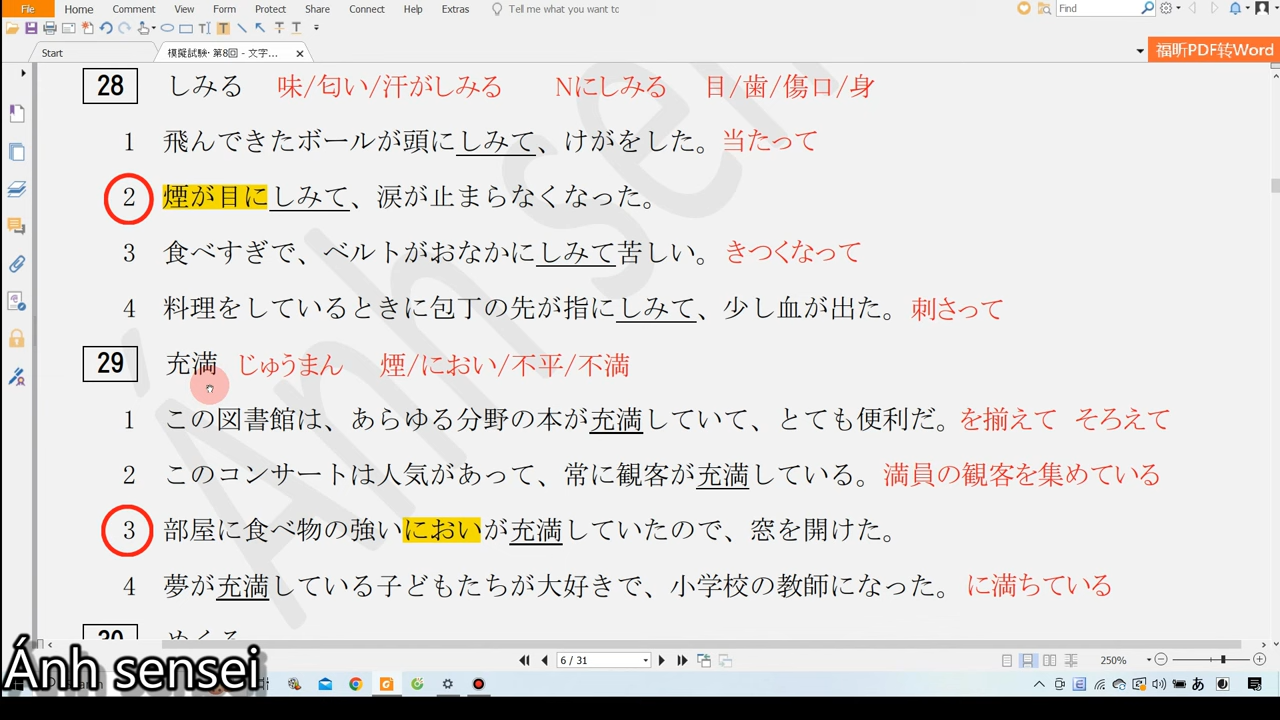 File Home Comment View Form Protect Share Connect Help Extras Tell me what you want to Find
Start 模擬試験・第8回 - 文字... 福昕PDF转Word
28 しみる 味/匂い/汗がしみる Nにしみる 目/歯/傷口/身
1 飛んできたボールが頭にしみて、けがをした。当たって
2 煙が目にしみて、涙が止まらなくなった。
3 食べすぎで、ベルトがおなかにしみて苦しい。きつくなって
4 料理をしているときに包丁の先が指にしみて、少し血が出た。刺さって
29 充満 じゅうまん 煙/におい/不平/不満
1 この図書館は、あらゆる分野の本が充満していて、とても便利だ。を揃えて そろえて
2 このコンサートは人気があって、常に観客が充満している。満員の観客を集めている
3 部屋に食べ物の強いにおいが充満していたので、窓を開けた。
4 夢が充満している子どもたちが大好きで、小学校の教師になった。に満ちている
30 めくる
6 / 31 250%
Ánh sensei
Ánh sen